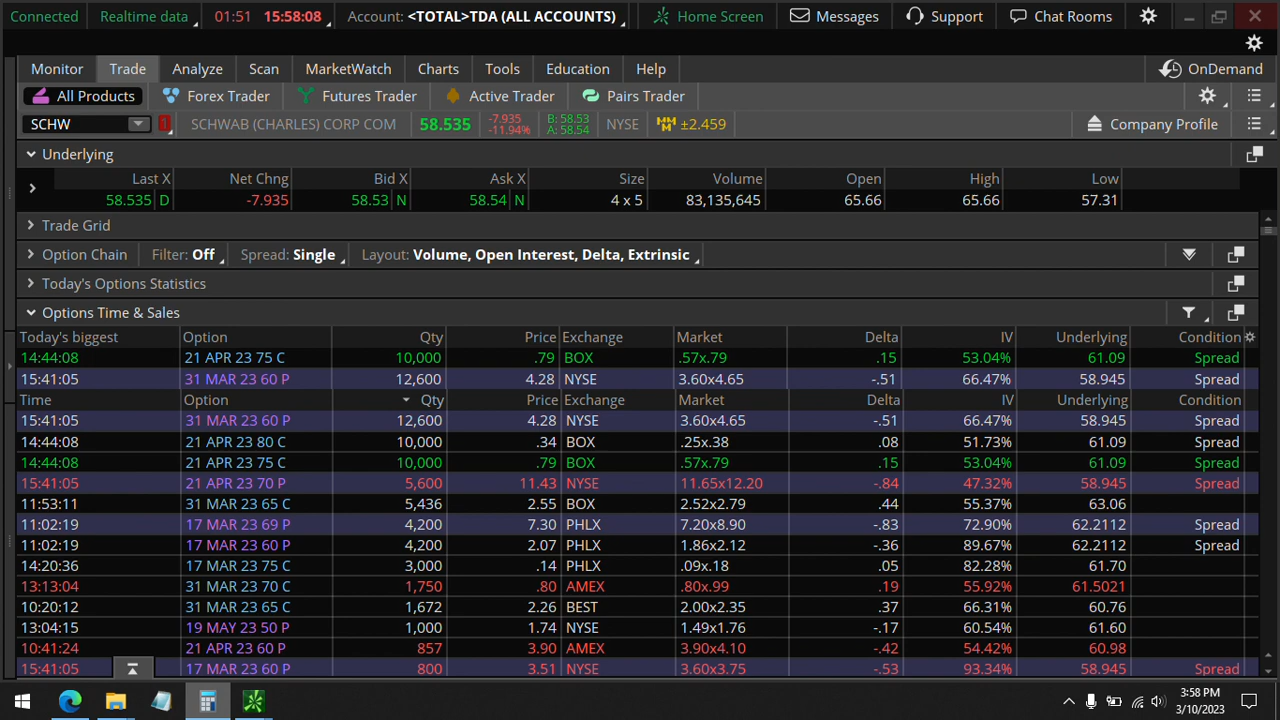 Connected Realtime data 01:51 15:58:08 Account: <TOTAL>TDA (ALL ACCOUNTS) Home Screen Messages Support Chat Rooms
Monitor Trade Analyze Scan MarketWatch Charts Tools Education Help OnDemand
All Products Forex Trader Futures Trader Active Trader Pairs Trader
SCHW 1 SCHWAB (CHARLES) CORP COM 58.535 -7.935 -11.94% B: 58.53 A: 58.54 NYSE ±2.459 Company Profile
Underlying
Last X Net Chng Bid X Ask X Size Volume Open High Low
58.535 D -7.935 58.53 N 58.54 N 4 x 5 83,135,645 65.66 65.66 57.31
Trade Grid
Option Chain Filter: Off Spread: Single Layout: Volume, Open Interest, Delta, Extrinsic
Today's Options Statistics
Options Time & Sales
Today's biggest Option Qty Price Exchange Market Delta IV Underlying Condition
14:44:08 21 APR 23 75 C 10,000 .79 BOX .57x.79 .15 53.04% 61.09 Spread
15:41:05 31 MAR 23 60 P 12,600 4.28 NYSE 3.60x4.65 -.51 66.47% 58.945 Spread
Time Option Qty Price Exchange Market Delta IV Underlying Condition
15:41:05 31 MAR 23 60 P 12,600 4.28 NYSE 3.60x4.65 -.51 66.47% 58.945 Spread
14:44:08 21 APR 23 80 C 10,000 .34 BOX .25x.38 .08 51.73% 61.09 Spread
14:44:08 21 APR 23 75 C 10,000 .79 BOX .57x.79 .15 53.04% 61.09 Spread
15:41:05 21 APR 23 70 P 5,600 11.43 NYSE 11.65x12.20 -.84 47.32% 58.945 Spread
11:53:11 31 MAR 23 65 C 5,436 2.55 BOX 2.52x2.79 .44 55.37% 63.06
11:02:19 17 MAR 23 69 P 4,200 7.30 PHLX 7.20x8.90 -.83 72.90% 62.2112 Spread
11:02:19 17 MAR 23 60 P 4,200 2.07 PHLX 1.86x2.12 -.36 89.67% 62.2112 Spread
14:20:36 17 MAR 23 75 C 3,000 .14 PHLX .09x.18 .05 82.28% 61.70
13:13:04 31 MAR 23 70 C 1,750 .80 AMEX .80x.99 .19 55.92% 61.5021
10:20:12 31 MAR 23 65 C 1,672 2.26 BEST 2.00x2.35 .37 66.31% 60.76
13:04:15 19 MAY 23 50 P 1,000 1.74 NYSE 1.49x1.76 -.17 60.54% 61.60
10:41:24 21 APR 23 60 P 857 3.90 AMEX 3.90x4.10 -.42 54.42% 60.98
15:41:05 17 MAR 23 60 P 800 3.51 NYSE 3.60x3.75 -.53 93.34% 58.945 Spread
3:58 PM
3/10/2023